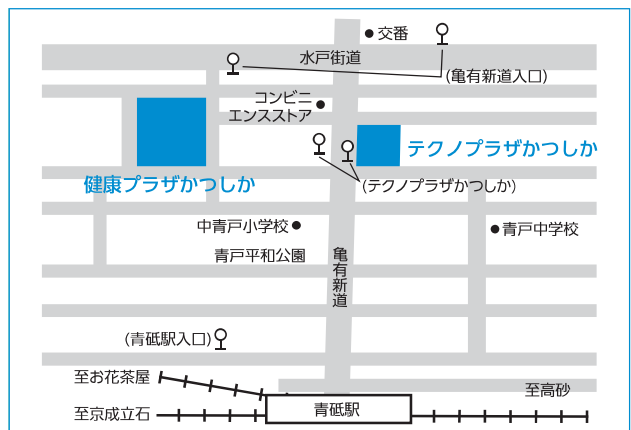 交番
水戸街道
(亀有新道入口)
コンビニ
エンスストア
テクノプラザかつしか
健康プラザかつしか
(テクノプラザかつしか)
中青戸小学校
青戸中学校
青戸平和公園
亀有新道
(青砥駅入口)
至お花茶屋
至高砂
至京成立石
青砥駅